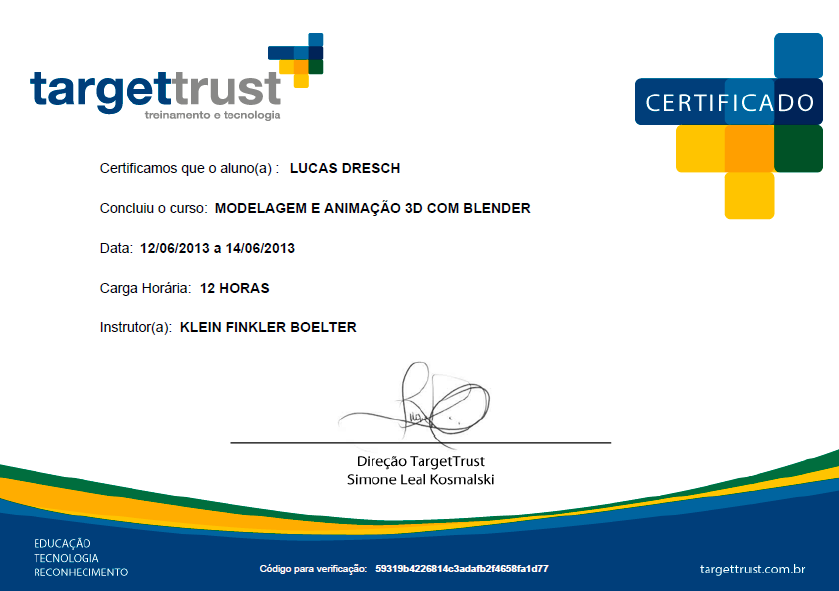 targettrust
treinamento e tecnologia
CERTIFICADO
Certificamos que o aluno(a) : LUCAS DRESCH
Concluiu o curso: MODELAGEM E ANIMAÇÃO 3D COM BLENDER
Data: 12/06/2013 a 14/06/2013
Carga Horária: 12 HORAS
Instrutor(a): KLEIN FINKLER BOELTER
Direção TargetTrust
Simone Leal Kosmalski
EDUCAÇÃO
TECNOLOGIA
RECONHECIMENTO
Código para verificação: 59319b4226814c3adafb2f4658fa1d77
targettrust.com.br